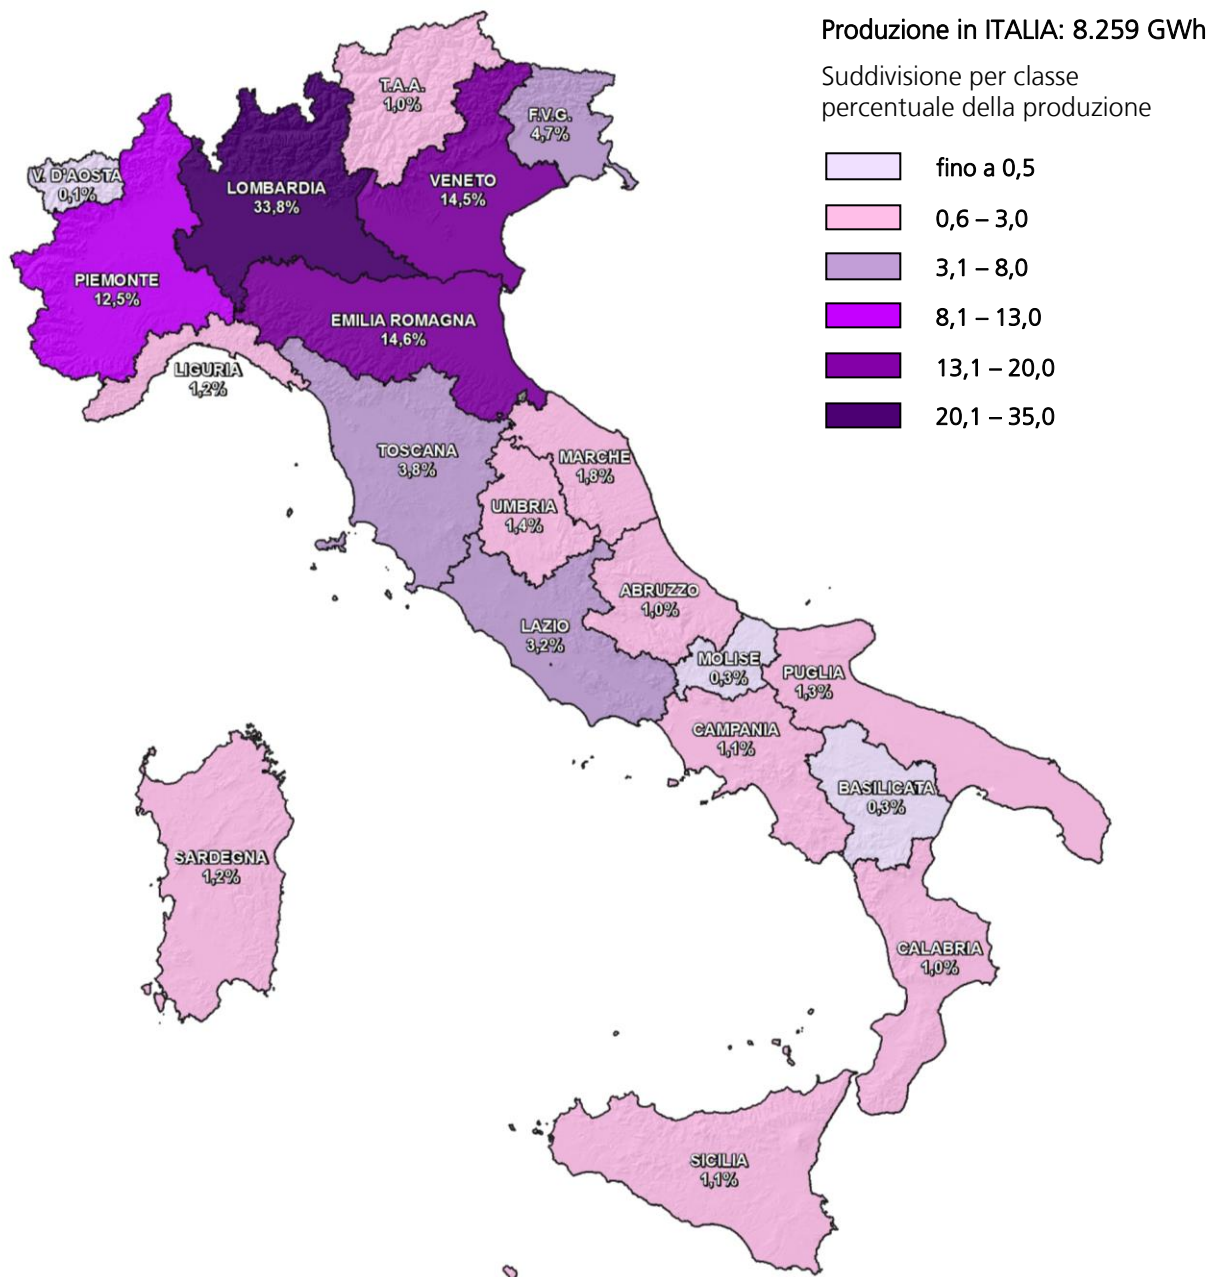 Produzione in ITALIA: 8.259 GWh
Suddivisione per classe
percentuale della produzione
fino a 0,5
0,6 – 3,0
3,1 – 8,0
8,1 – 13,0
13,1 – 20,0
20,1 – 35,0
T.A.A.
1,0%
F.V.G.
4,7%
V. D'AOSTA
0,1%
LOMBARDIA
33,8%
VENETO
14,5%
PIEMONTE
12,5%
EMILIA ROMAGNA
14,6%
LIGURIA
1,2%
TOSCANA
3,8%
MARCHE
1,8%
UMBRIA
1,4%
ABRUZZO
1,0%
LAZIO
3,2%
MOLISE
0,3%
PUGLIA
1,3%
CAMPANIA
1,1%
BASILICATA
0,3%
SARDEGNA
1,2%
CALABRIA
1,0%
SICILIA
1,1%